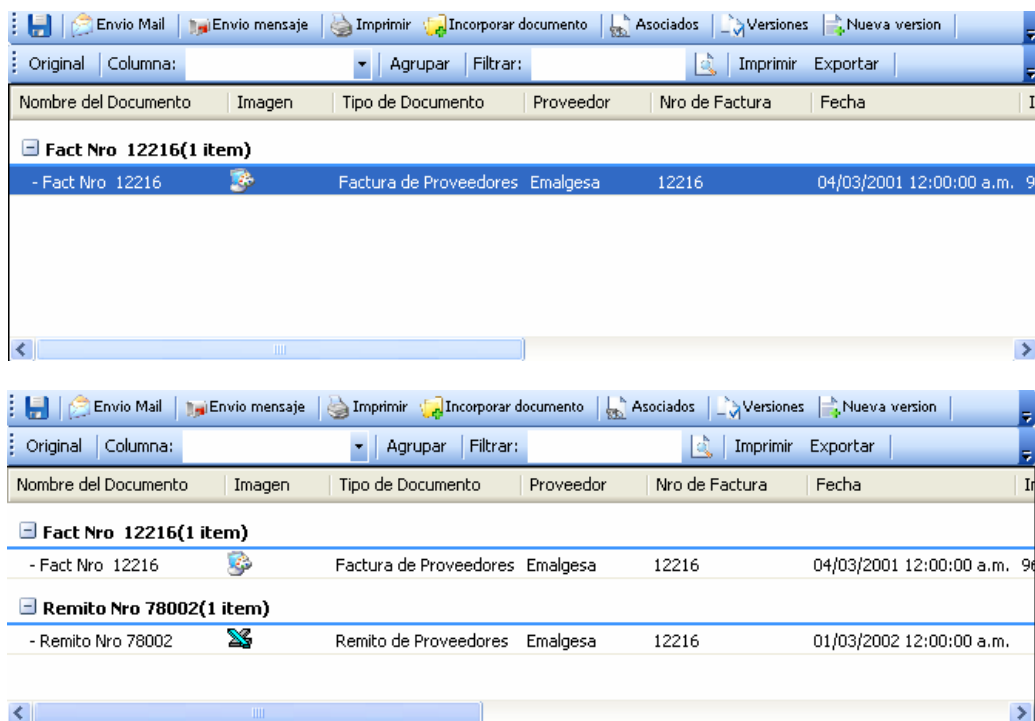 Envio Mail Envio mensaje Imprimir Incorporar documento Asociados Versiones Nueva version
Original Columna: Agrupar Filtrar: Imprimir Exportar
Nombre del Documento Imagen Tipo de Documento Proveedor Nro de Factura Fecha I
Fact Nro 12216(1 item)
- Fact Nro 12216 Factura de Proveedores Emalgesa 12216 04/03/2001 12:00:00 a.m. 9
Envio Mail Envio mensaje Imprimir Incorporar documento Asociados Versiones Nueva version
Original Columna: Agrupar Filtrar: Imprimir Exportar
Nombre del Documento Imagen Tipo de Documento Proveedor Nro de Factura Fecha
Fact Nro 12216(1 item)
- Fact Nro 12216 Factura de Proveedores Emalgesa 12216 04/03/2001 12:00:00 a.m. 9
Remito Nro 78002(1 item)
- Remito Nro 78002 Remito de Proveedores Emalgesa 12216 01/03/2002 12:00:00 a.m.